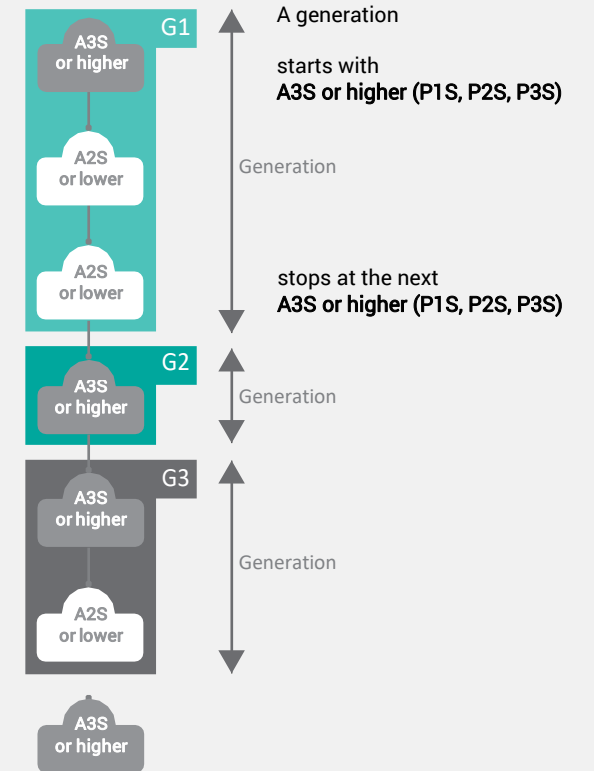 G1
A3S
or higher
A generation
starts with
A3S or higher (P1S, P2S, P3S)
A2S
or lower
Generation
A2S
or lower
stops at the next
A3S or higher (P1S, P2S, P3S)
G2
A3S
or higher
Generation
G3
A3S
or higher
Generation
A2S
or lower
A3S
or higher